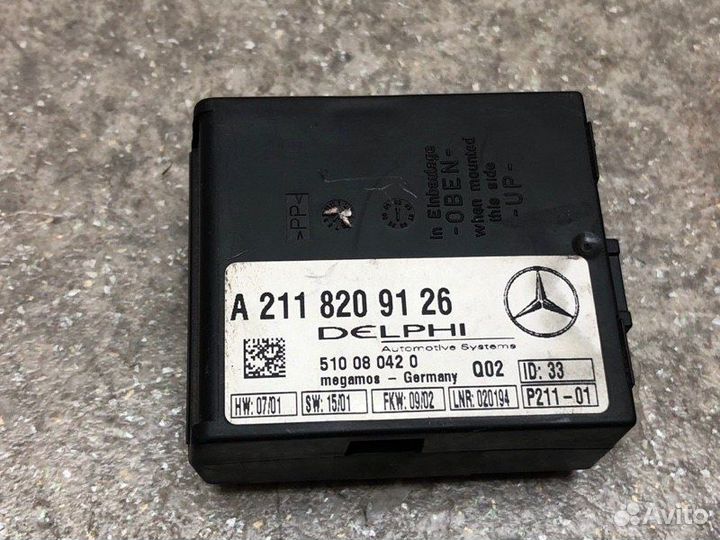 in Einbaulage
-OBEN-
when mounted
this side
-UP-
>PP<
A 211 820 91 26
DELPHI
Automotive Systems
510 08 042 0
megamos - Germany
Q02
ID: 33
HW: 07/01
SW: 15/01
FKW: 09/02
LNR: 020194
P211-01
Avito